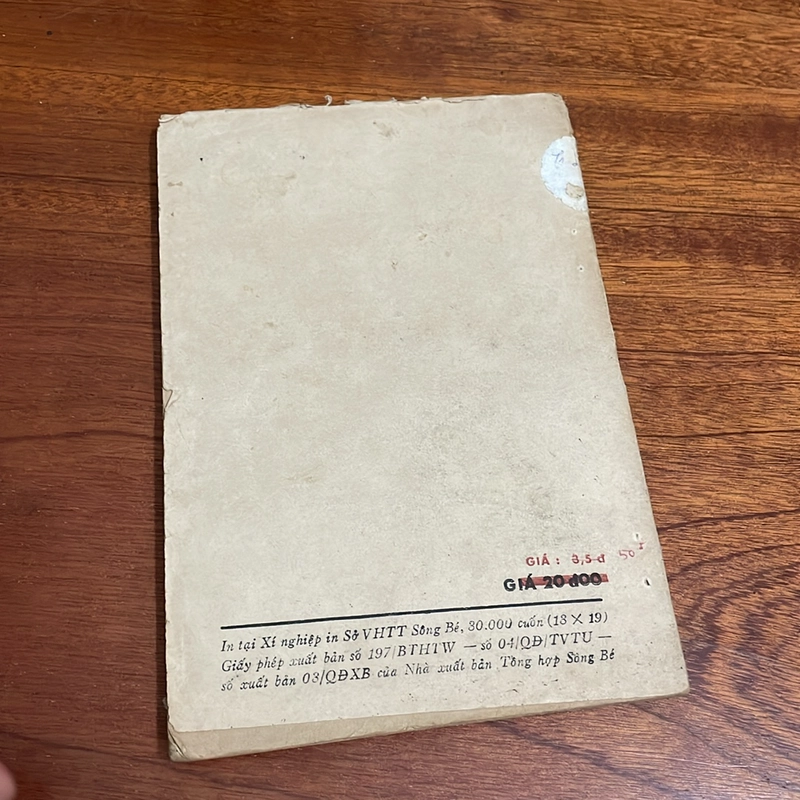 GIÁ : 3,5 đ 50
GIÁ 20 đ00
In tại Xí nghiệp in Sở VHTT Sông Bé, 30.000 cuốn (13 X 19)
Giấy phép xuất bản số 197/BTHTW — số 04/QĐ/TVTU —
số xuất bản 03/QĐXB của Nhà xuất bản Tổng hợp Sông Bé